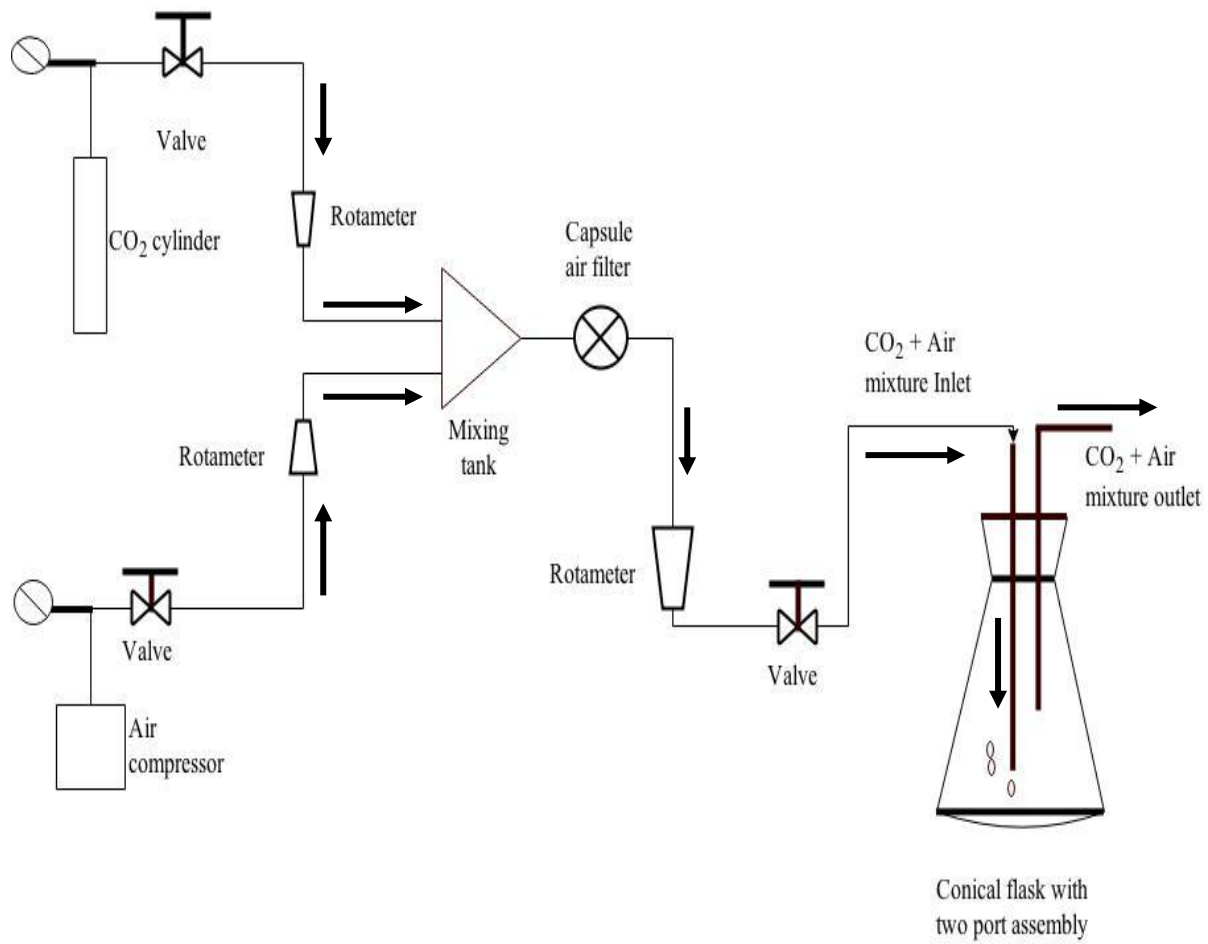 Valve
CO2 cylinder
Rotameter
Capsule
air filter
Mixing
tank
Rotameter
Valve
Air
compressor
Rotameter
Valve
CO2 + Air
mixture Inlet
CO2 + Air
mixture outlet
Conical flask with
two port assembly